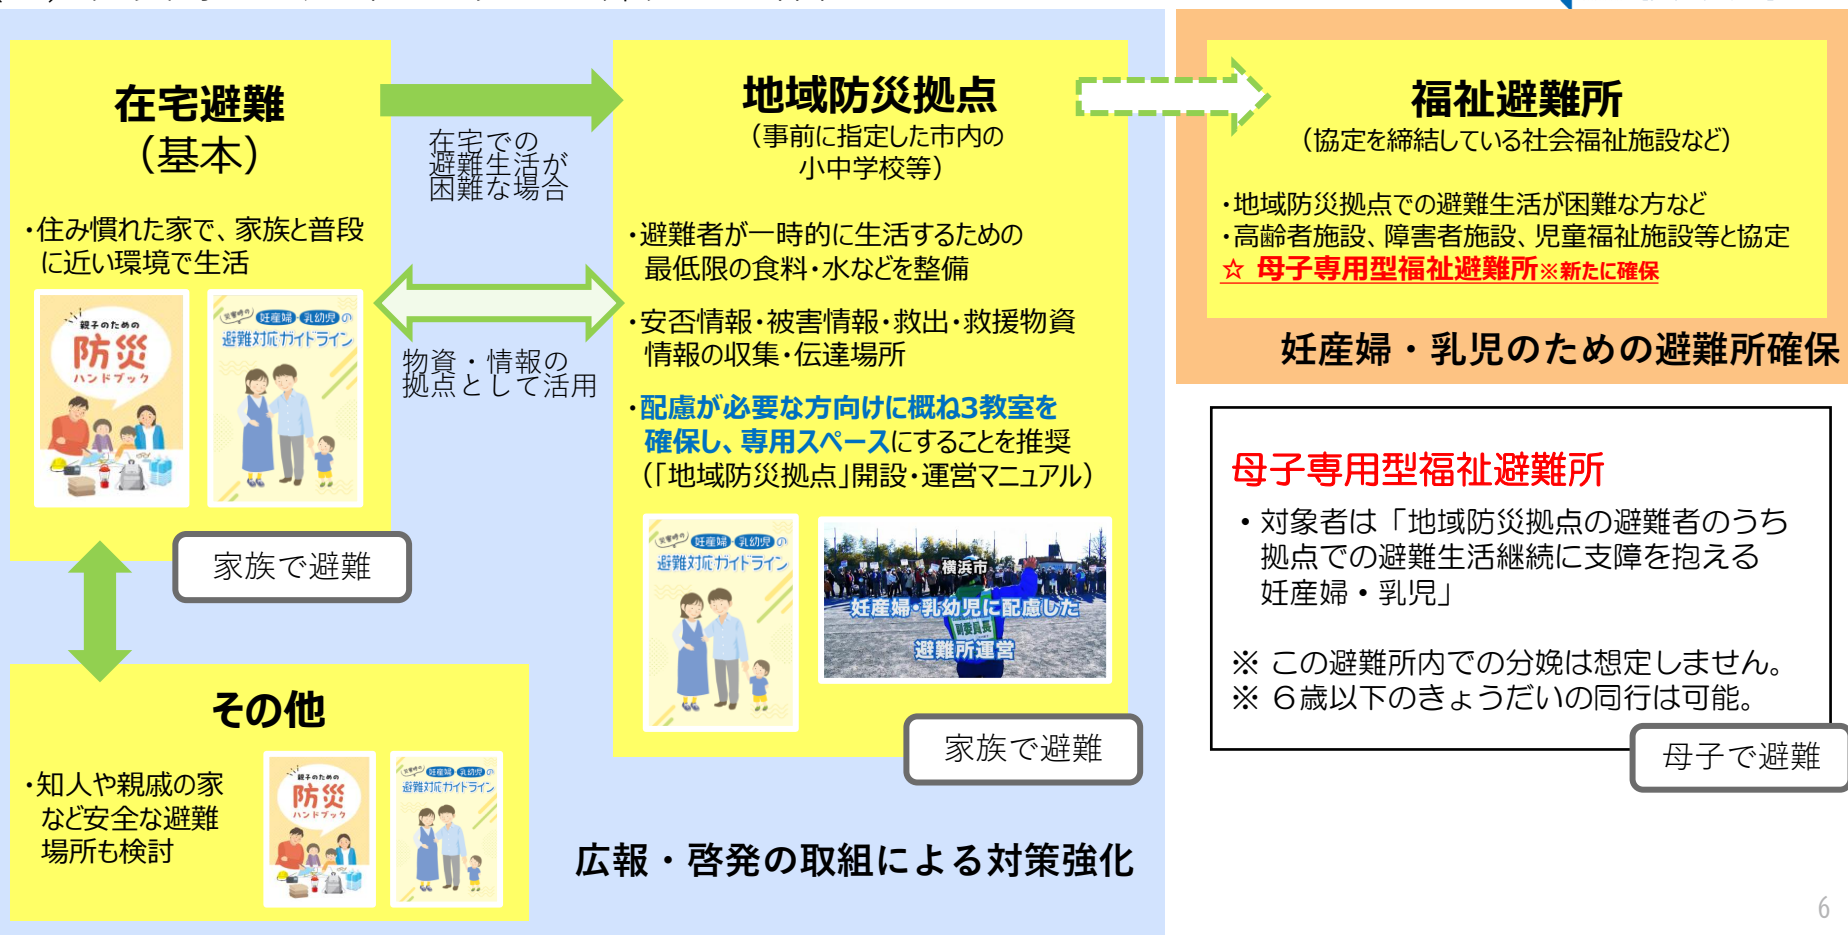 在宅避難
（基本）
・住み慣れた家で、家族と普段
に近い環境で生活
親子のための
防災
ハンドブック
災害時の 妊産婦・乳幼児の
避難対応ガイドライン
家族で避難
在宅での
避難生活が
困難な場合
物資・情報の
拠点として活用
その他
・知人や親戚の家
など安全な避難
場所も検討
親子のための
防災
ハンドブック
災害時の 妊産婦・乳幼児の
避難対応ガイドライン
地域防災拠点
（事前に指定した市内の
小中学校等）
・避難者が一時的に生活するための
最低限の食料・水などを整備
・安否情報・被害情報・救出・救援物資
情報の収集・伝達場所
・配慮が必要な方向けに概ね3教室を
確保し、専用スペースにすることを推奨
（「地域防災拠点」開設・運営マニュアル）
災害時の 妊産婦・乳幼児の
避難対応ガイドライン
横浜市
妊産婦・乳幼児に配慮した
副委員長
避難所運営
家族で避難
広報・啓発の取組による対策強化
福祉避難所
（協定を締結している社会福祉施設など）
・地域防災拠点での避難生活が困難な方など
・高齢者施設、障害者施設、児童福祉施設等と協定
☆ 母子専用型福祉避難所※新たに確保
妊産婦・乳児のための避難所確保
母子専用型福祉避難所
・対象者は「地域防災拠点の避難者のうち
拠点での避難生活継続に支障を抱える
妊産婦・乳児」
※ この避難所内での分娩は想定しません。
※ ６歳以下のきょうだいの同行は可能。
母子で避難
6